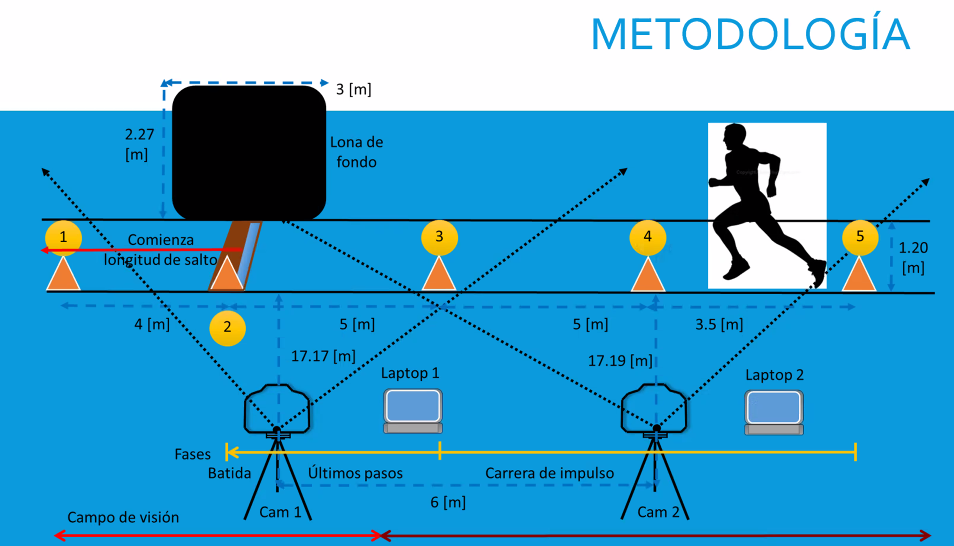 METODOLOGÍA
3 [m]
2.27
[m]
Lona de
fondo
1
Comienza
longitud de salto
3
4
5
1.20
[m]
4 [m]
2
5 [m]
5 [m]
3.5 [m]
17.17 [m]
17.19 [m]
Laptop 1
Laptop 2
Fases
Batida
Últimos pasos
Carrera de impulso
6 [m]
Cam 1
Cam 2
Campo de visión